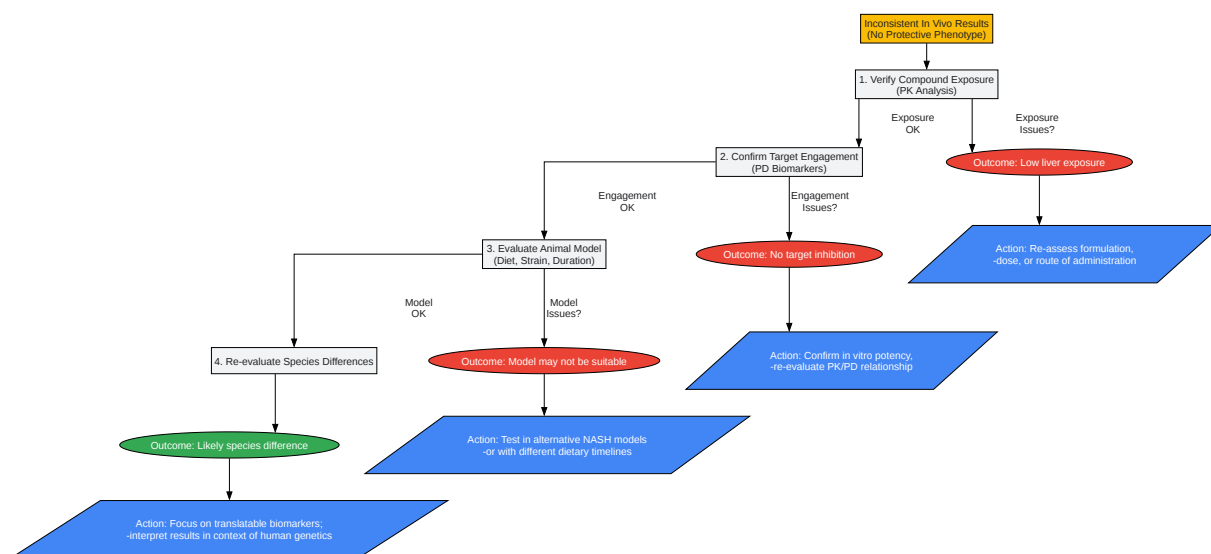 Inconsistent In Vivo Results
(No Protective Phenotype)
1. Verify Compound Exposure
(PK Analysis)
Exposure
OK
Exposure
Issues?
2. Confirm Target Engagement
(PD Biomarkers)
Outcome: Low liver exposure
Engagement
OK
Engagement
Issues?
Action: Re-assess formulation,
-dose, or route of administration
3. Evaluate Animal Model
(Diet, Strain, Duration)
Outcome: No target inhibition
Model
OK
Model
Issues?
4. Re-evaluate Species Differences
Outcome: Model may not be suitable
Action: Confirm in vitro potency,
-re-evaluate PK/PD relationship
Outcome: Likely species difference
Action: Test in alternative NASH models
-or with different dietary timelines
Action: Focus on translatable biomarkers;
-interpret results in context of human genetics